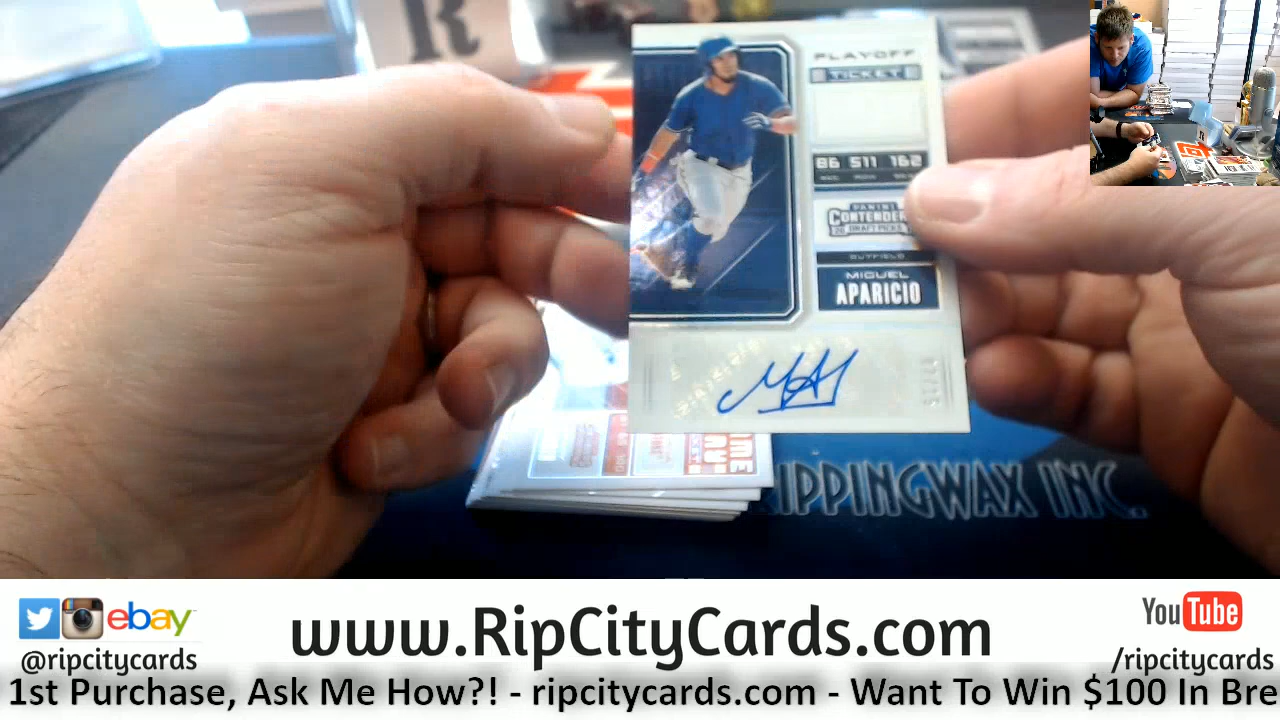 PLAYOFF
TICKET
86 511 162
PANINI
CONTENDERS
DRAFT PICKS
OUTFIELD
MIGUEL
APARICIO
RIPPINGWAX INC.
ebay
www.RipCityCards.com
YouTube
@ripcitycards
/ripcitycards
1st Purchase, Ask Me How?! - ripcitycards.com - Want To Win $100 In Bre